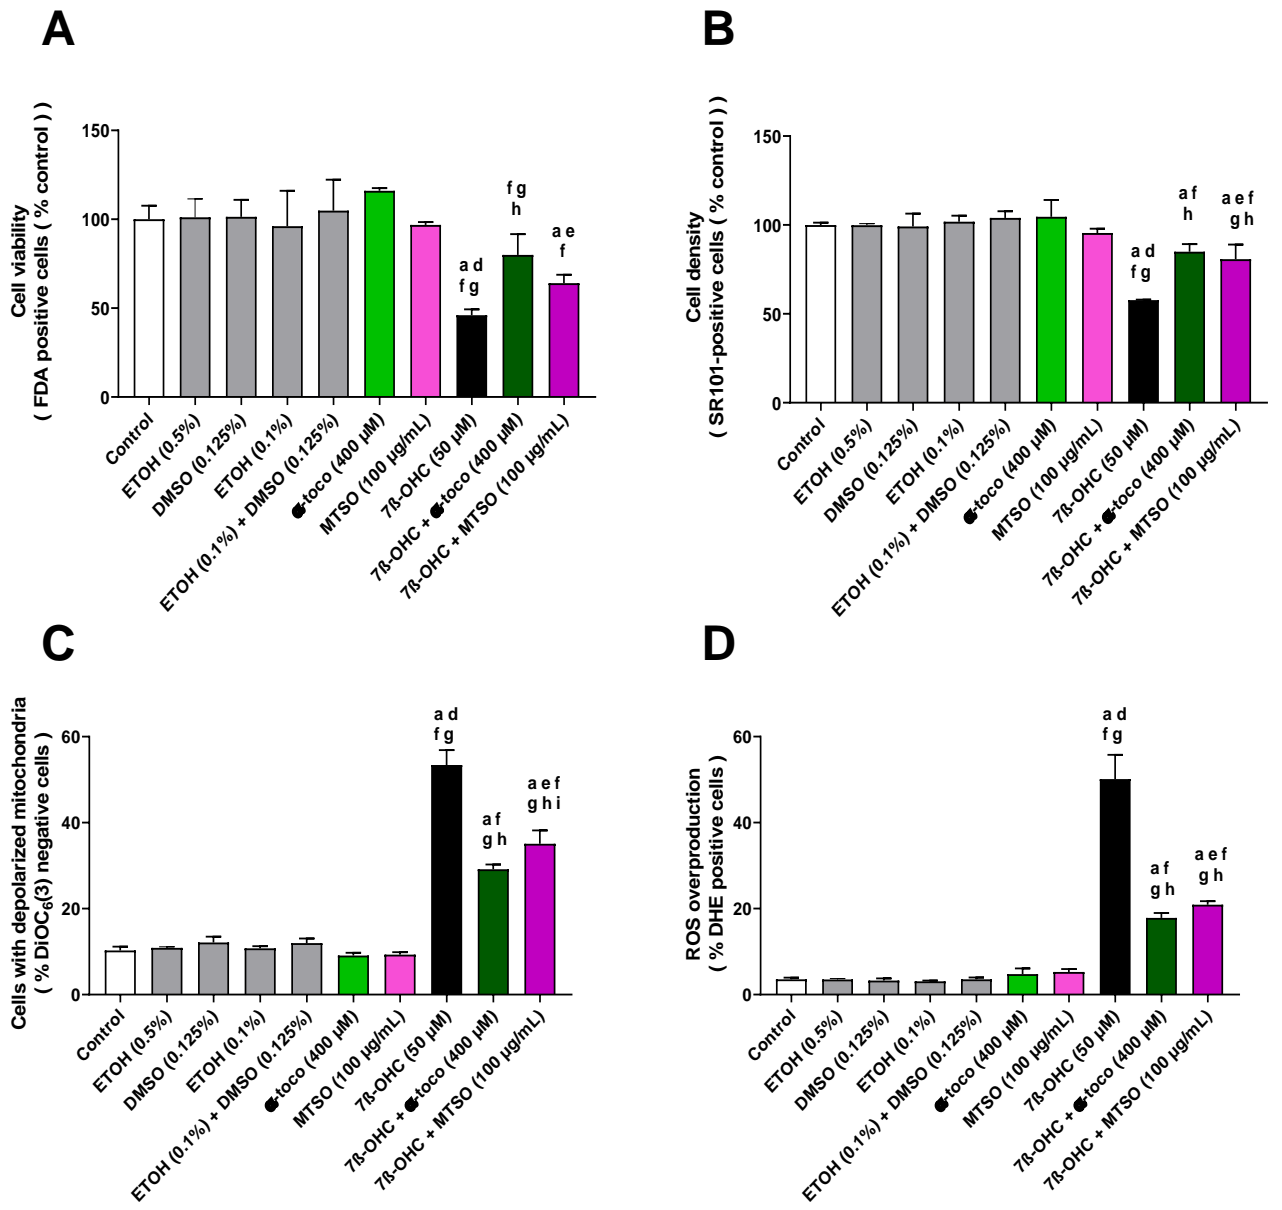 A
Cell viability
( FDA positive cells ( % control ) )
150
100
50
0
a d
f g
f g
h
a e
f
Control
ETOH (0.5%)
DMSO (0.125%)
ETOH (0.1%)
ETOH (0.1%) + DMSO (0.125%)
-toco (400 µM)
MTSO (100 µg/mL)
7ß-OHC (50 µM)
7ß-OHC + -toco (400 µM)
7ß-OHC + MTSO (100 µg/mL)
B
Cell density
( SR101-positive cells ( % control ) )
150
100
50
0
a d
f g
a f
h
a e f
g h
Control
ETOH (0.5%)
DMSO (0.125%)
ETOH (0.1%)
ETOH (0.1%) + DMSO (0.125%)
-toco (400 µM)
MTSO (100 µg/mL)
7ß-OHC (50 µM)
7ß-OHC + -toco (400 µM)
7ß-OHC + MTSO (100 µg/mL)
C
Cells with depolarized mitochondria
( % DiOC6(3) negative cells )
60
40
20
0
a d
f g
a f
g h
a e f
g h i
Control
ETOH (0.5%)
DMSO (0.125%)
ETOH (0.1%)
ETOH (0.1%) + DMSO (0.125%)
-toco (400 µM)
MTSO (100 µg/mL)
7ß-OHC (50 µM)
7ß-OHC + -toco (400 µM)
7ß-OHC + MTSO (100 µg/mL)
D
ROS overproduction
( % DHE positive cells )
60
40
20
0
a d
f g
a f
g h
a e f
g h
Control
ETOH (0.5%)
DMSO (0.125%)
ETOH (0.1%)
ETOH (0.1%) + DMSO (0.125%)
-toco (400 µM)
MTSO (100 µg/mL)
7ß-OHC (50 µM)
7ß-OHC + -toco (400 µM)
7ß-OHC + MTSO (100 µg/mL)